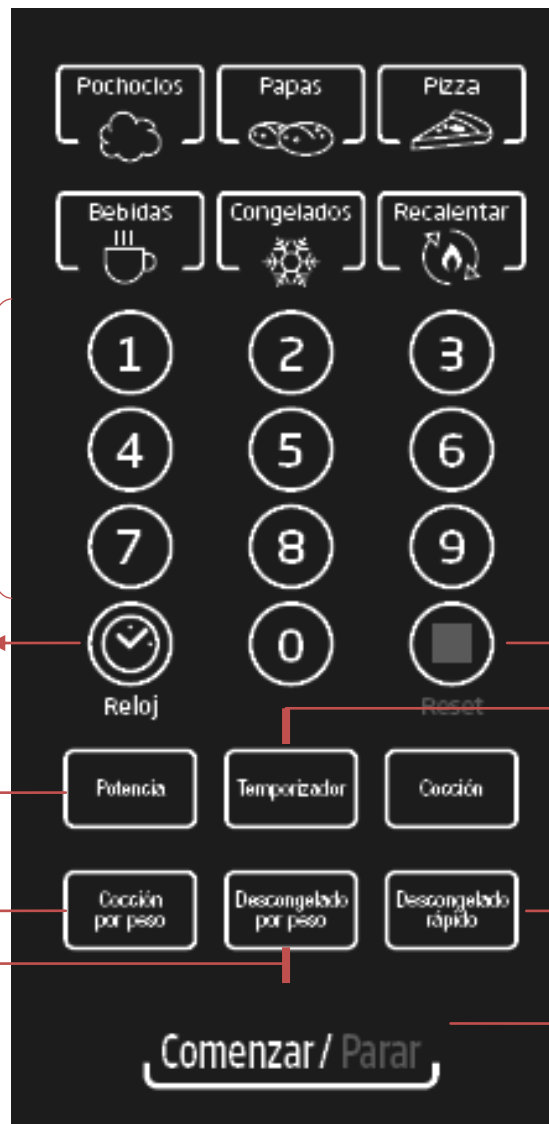 Pochoclos Papas Pizza
Bebidas Congelados Recalentar
1 2 3
4 5 6
7 8 9
0
Reloj Reset
Potencia Temporizador Cocción
Cocción por peso
Descongelado por peso
Descongelado rápido
Comenzar / Parar